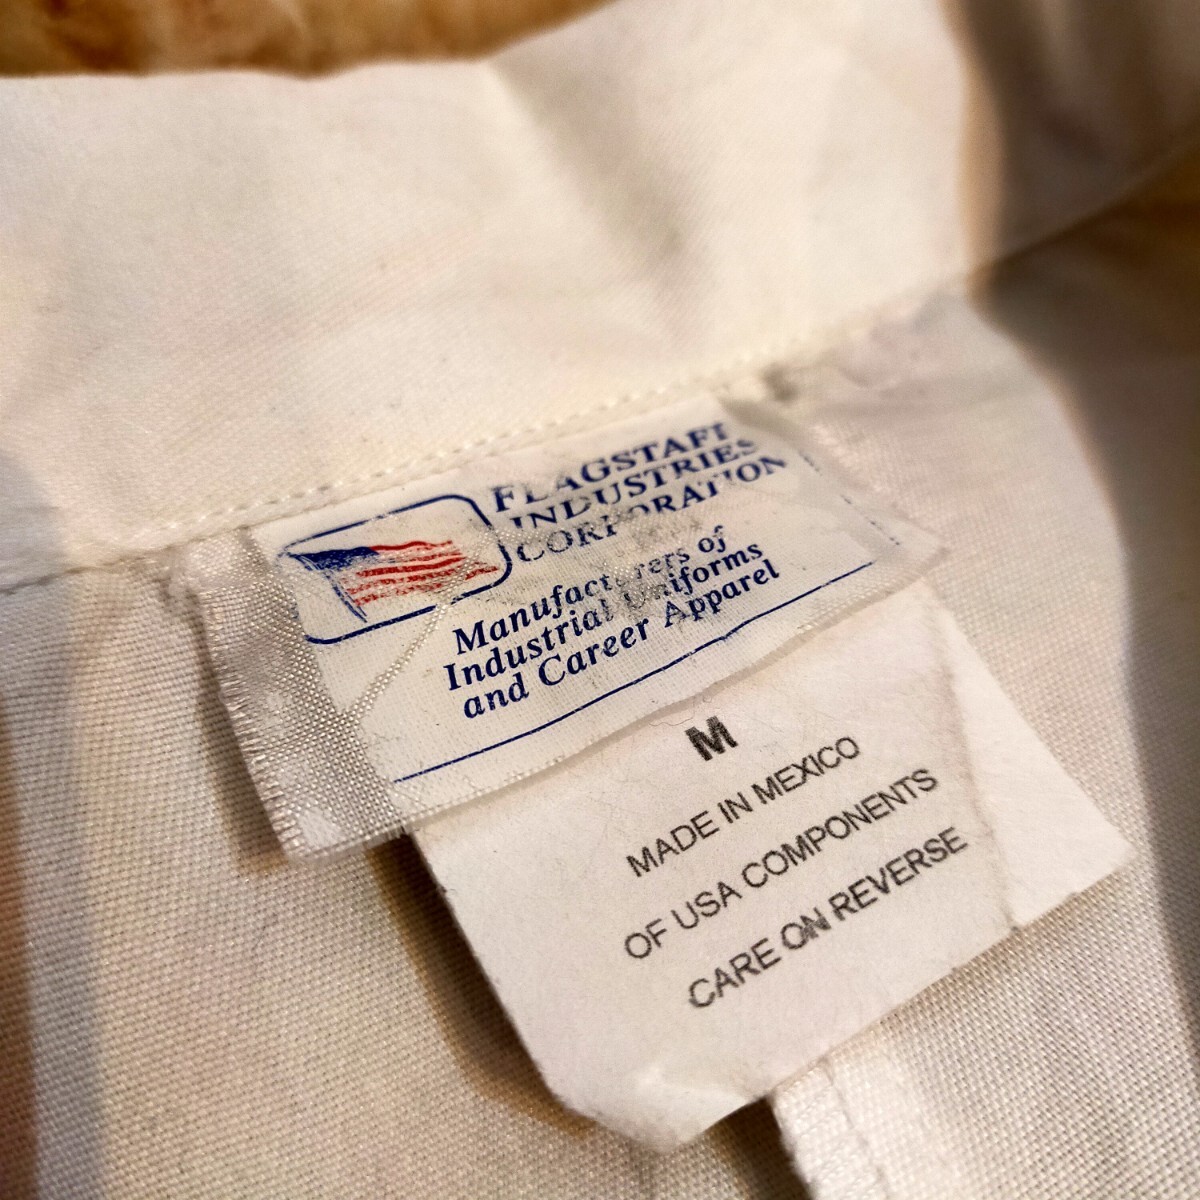 FLAGSTAFF
INDUSTRIES
CORPORATION
Manufacturers of
Industrial Uniforms
and Career Apparel
M
MADE IN MEXICO
OF USA COMPONENTS
CARE ON REVERSE